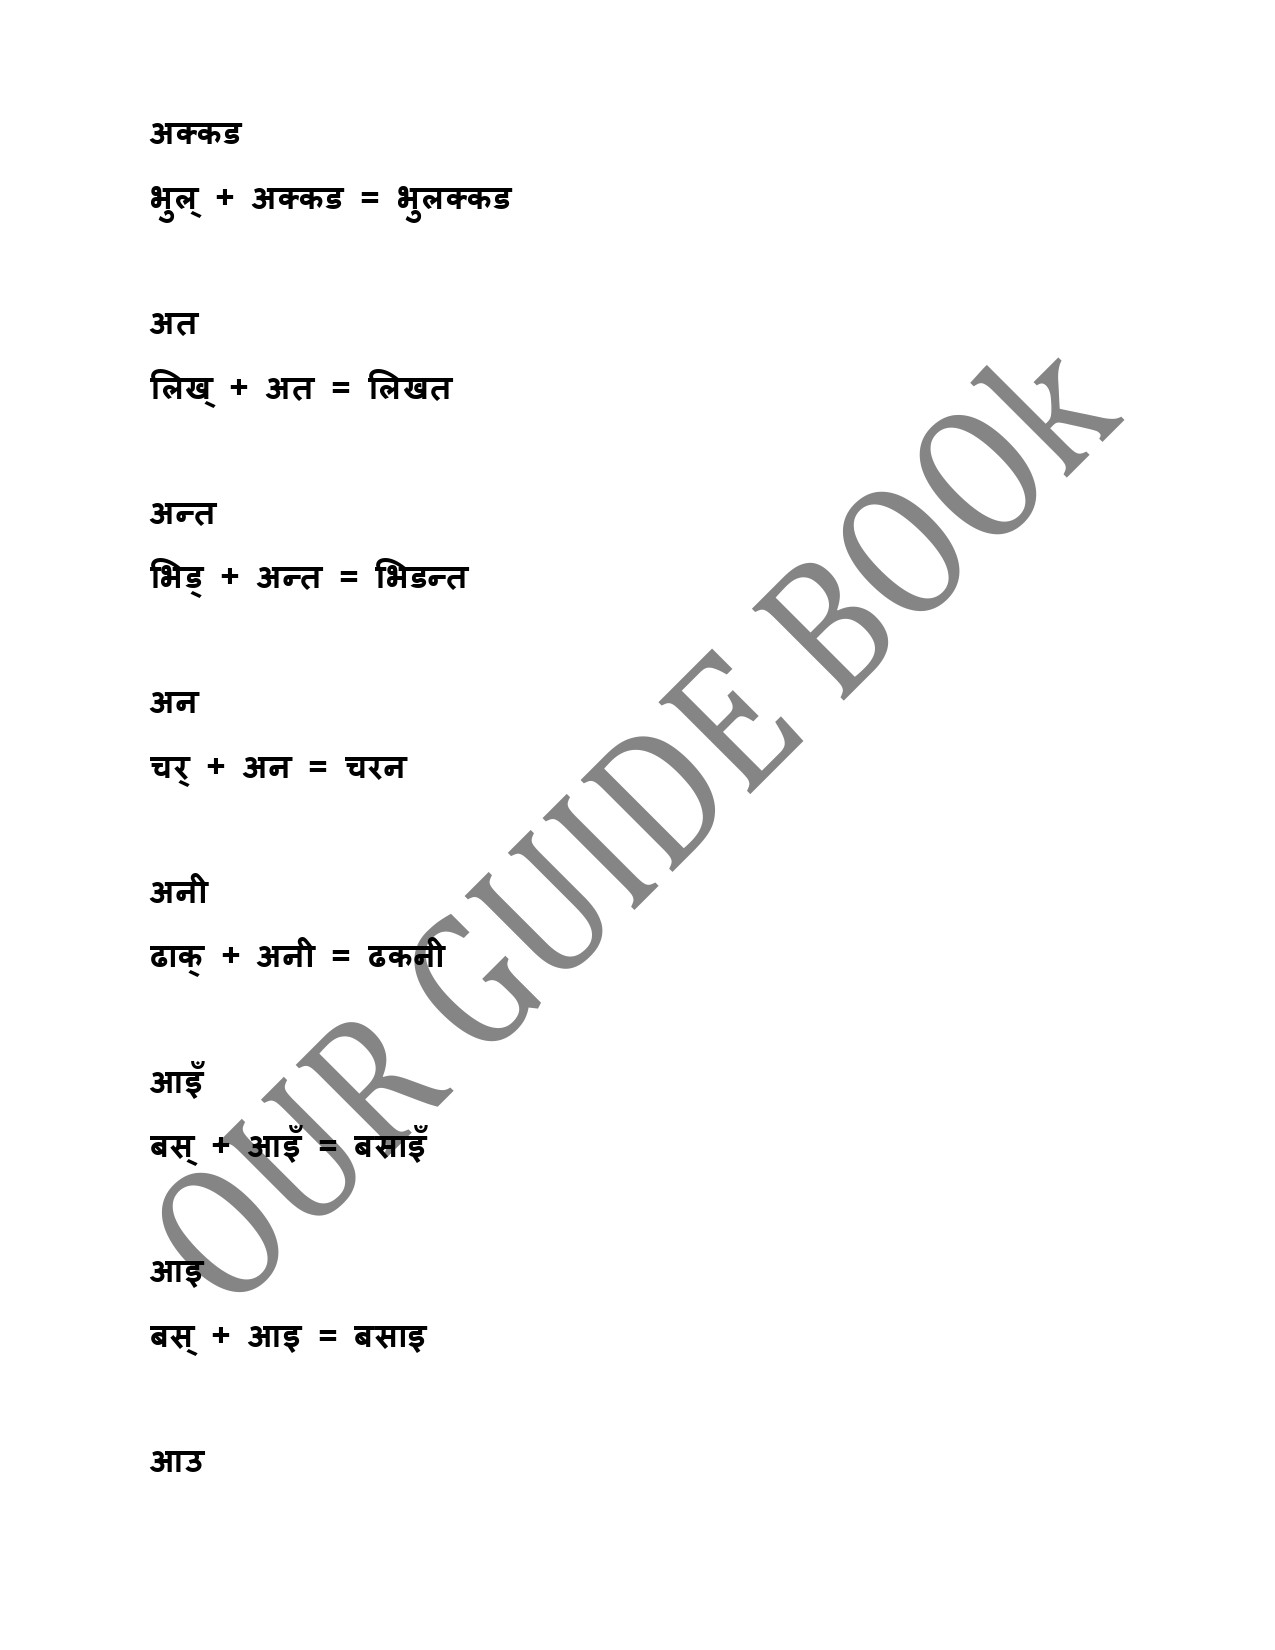 अक्कड
भुल् + अक्कड = भुलक्कड
अत
लिख् + अत = लिखत
अन्त
भिड् + अन्त = भिडन्त
अन
चर् + अन = चरन
अनी
ढाक् + अनी = ढकनी
आइँ
बस् + आइँ = बसाइँ
आइ
बस् + आइ = बसाइ
आउ
OUR GUIDE BOOk